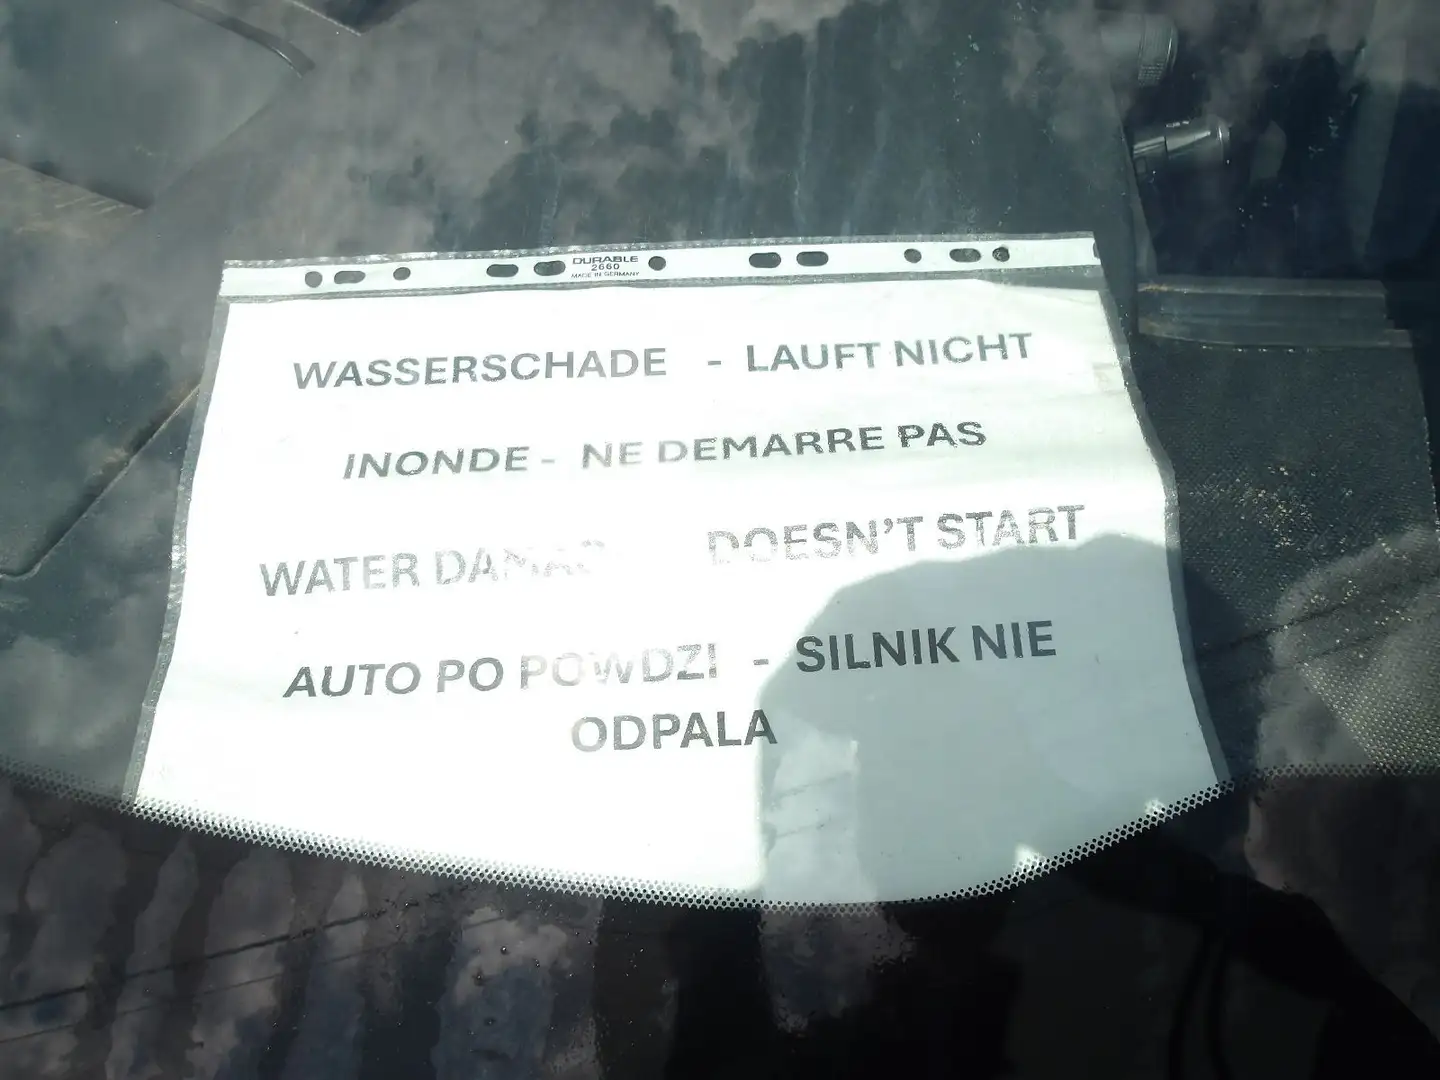 DURABLE
2660
MADE IN GERMANY
WASSERSCHADE - LAUFT NICHT
INONDE - NE DEMARRE PAS
WATER DOESN'T START
AUTO PO POWDZI - SILNIK NIE
ODPALA